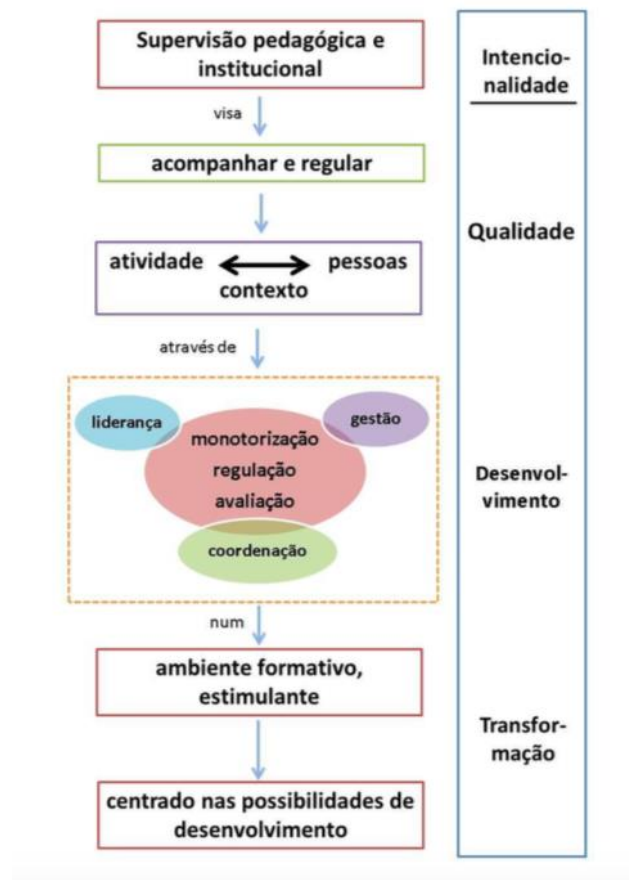 Supervisão pedagógica e
institucional
visa
acompanhar e regular
atividade pessoas
contexto
através de
liderança
gestão
monotorização
regulação
avaliação
coordenação
num
ambiente formativo,
estimulante
centrado nas possibilidades de
desenvolvimento
Intencio-
nalidade
Qualidade
Desenvol-
vimento
Transfor-
mação